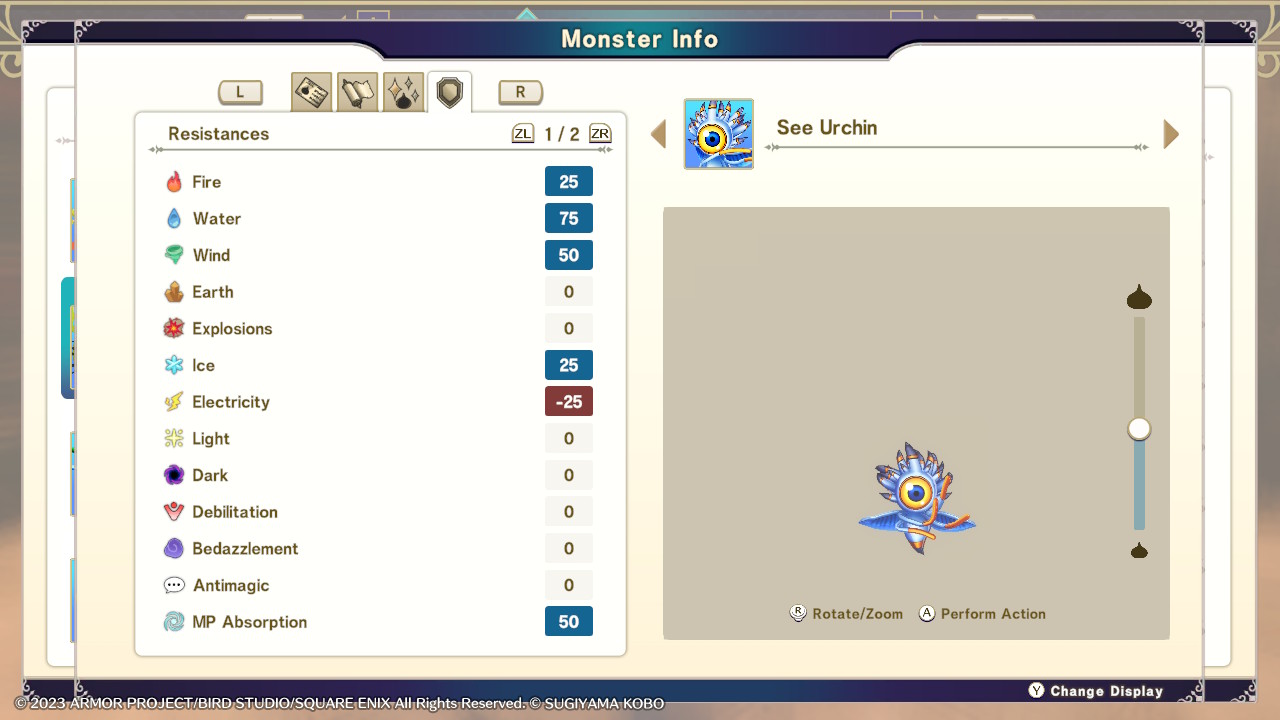 Monster Info
L
R
Resistances
ZL 1 / 2 ZR
Fire 25
Water 75
Wind 50
Earth 0
Explosions 0
Ice 25
Electricity -25
Light 0
Dark 0
Debilitation 0
Bedazzlement 0
Antimagic 0
MP Absorption 50
See Urchin
R Rotate/Zoom A Perform Action
Y Change Display
© 2023 ARMOR PROJECT/BIRD STUDIO/SQUARE ENIX All Rights Reserved. © SUGIYAMA KOBO